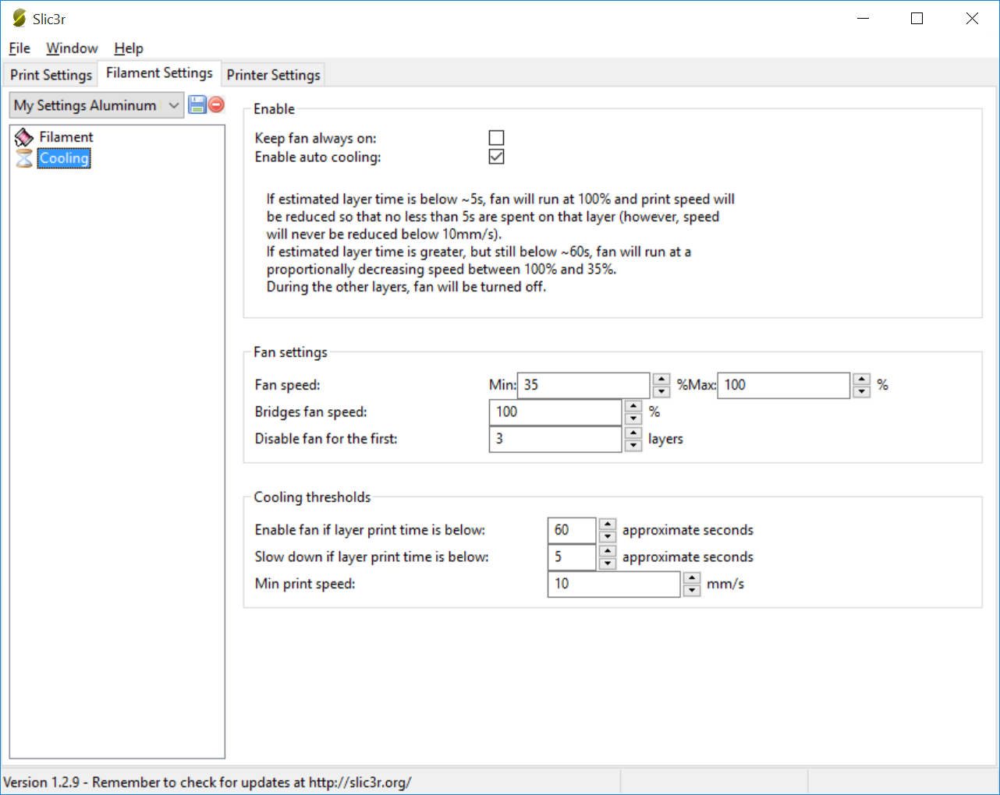 Slic3r
File Window Help
Print Settings Filament Settings Printer Settings
My Settings Aluminum
Filament
Cooling
Enable
Keep fan always on:
Enable auto cooling:
If estimated layer time is below ~5s, fan will run at 100% and print speed will
be reduced so that no less than 5s are spent on that layer (however, speed
will never be reduced below 10mm/s).
If estimated layer time is greater, but still below ~60s, fan will run at a
proportionally decreasing speed between 100% and 35%.
During the other layers, fan will be turned off.
Fan settings
Fan speed: Min: 35 %Max: 100 %
Bridges fan speed: 100 %
Disable fan for the first: 3 layers
Cooling thresholds
Enable fan if layer print time is below: 60 approximate seconds
Slow down if layer print time is below: 5 approximate seconds
Min print speed: 10 mm/s
Version 1.2.9 - Remember to check for updates at http://slic3r.org/